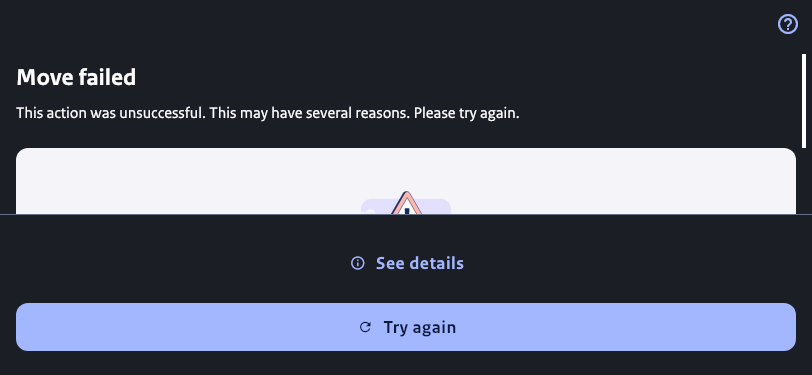 Move failed
This action was unsuccessful. This may have several reasons. Please try again.
See details
Try again